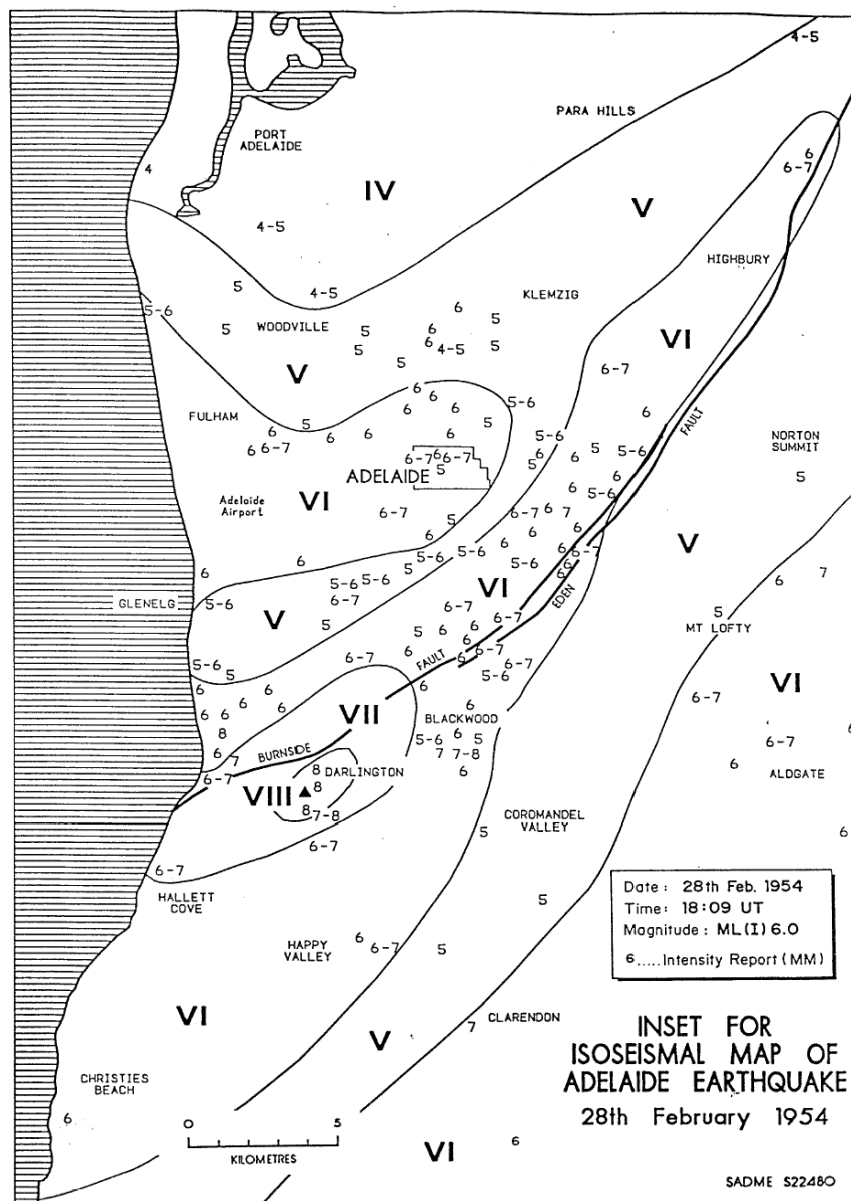 4-5
PARA HILLS
PORT
ADELAIDE
6
6-7
4
IV
V
4-5
HIGHBURY
5
4-5
KLEMZIG
5-6
6
5
WOODVILLE
5
5
6
VI
5
4-5
5
V
5
6-7
6
6
6
5-6
FULHAM
6
6
6
5
5
6
6
6
6
5-6
FAULT
NORTON
SUMMIT
6
6-7
5
5-6
6-7
6
6-7
6
6
6
5
ADELAIDE
5
6
5-6
5
Adelaide
Airport
VI
6-7
5
6-7
6
7
6
6
6
V
6
6
5-6
5-6
5-6
6
6-7
6
5
5-6
5-6
VI
6
6
6
7
GLENELG
5-6
6-7
6-7
EDEN
5
V
5
5
6
6
6-7
MT LOFTY
6
5-6
5
6-7
6
FAULT
6
6-7
6-7
5-6
VI
6
6
6
6
6-7
6
6
6
VII
BLACKWOOD
6
8
5-6
6
5
6
6-7
6
7
BURNSIDE
7
7-8
6
ALDGATE
6-7
8
DARLINGTON
6
VIII
8
8
7-8
COROMANDEL
VALLEY
5
6
6-7
6-7
HALLETT
COVE
Date : 28th Feb. 1954
Time : 18:09 UT
Magnitude : ML(I) 6.0
6.....Intensity Report (MM)
5
HAPPY
VALLEY
6
6-7
5
VI
V
7
CLARENDON
INSET FOR
ISOSEISMAL MAP OF
ADELAIDE EARTHQUAKE
28th February 1954
CHRISTIES
BEACH
6
0
5
KILOMETRES
VI
6
SADME S22480